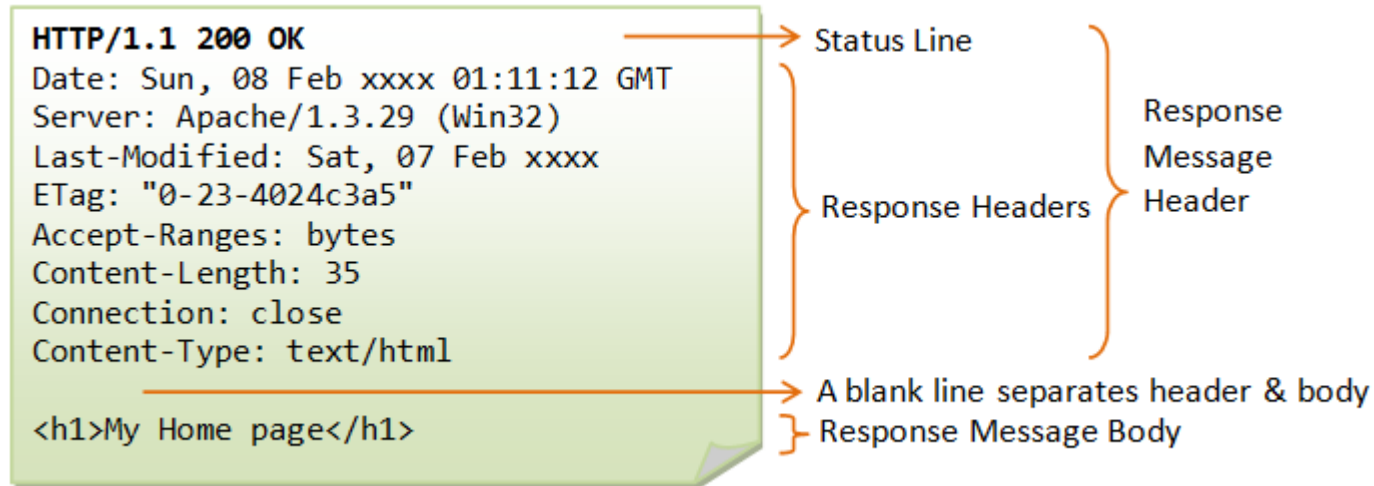 HTTP/1.1 200 OK
Date: Sun, 08 Feb xxxx 01:11:12 GMT
Server: Apache/1.3.29 (Win32)
Last-Modified: Sat, 07 Feb xxxx
ETag: "0-23-4024c3a5"
Accept-Ranges: bytes
Content-Length: 35
Connection: close
Content-Type: text/html
<h1>My Home page</h1>
Status Line
Response Headers
Response
Message
Header
A blank line separates header & body
Response Message Body